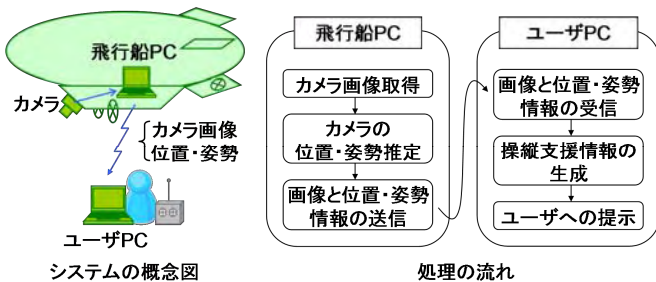 飛行船PC
カメラ
カメラ画像
位置・姿勢
ユーザPC
システムの概念図
飛行船PC
カメラ画像取得
カメラの
位置・姿勢推定
画像と位置・姿勢
情報の送信
ユーザPC
画像と位置・姿勢
情報の受信
操縦支援情報の
生成
ユーザへの提示
処理の流れ